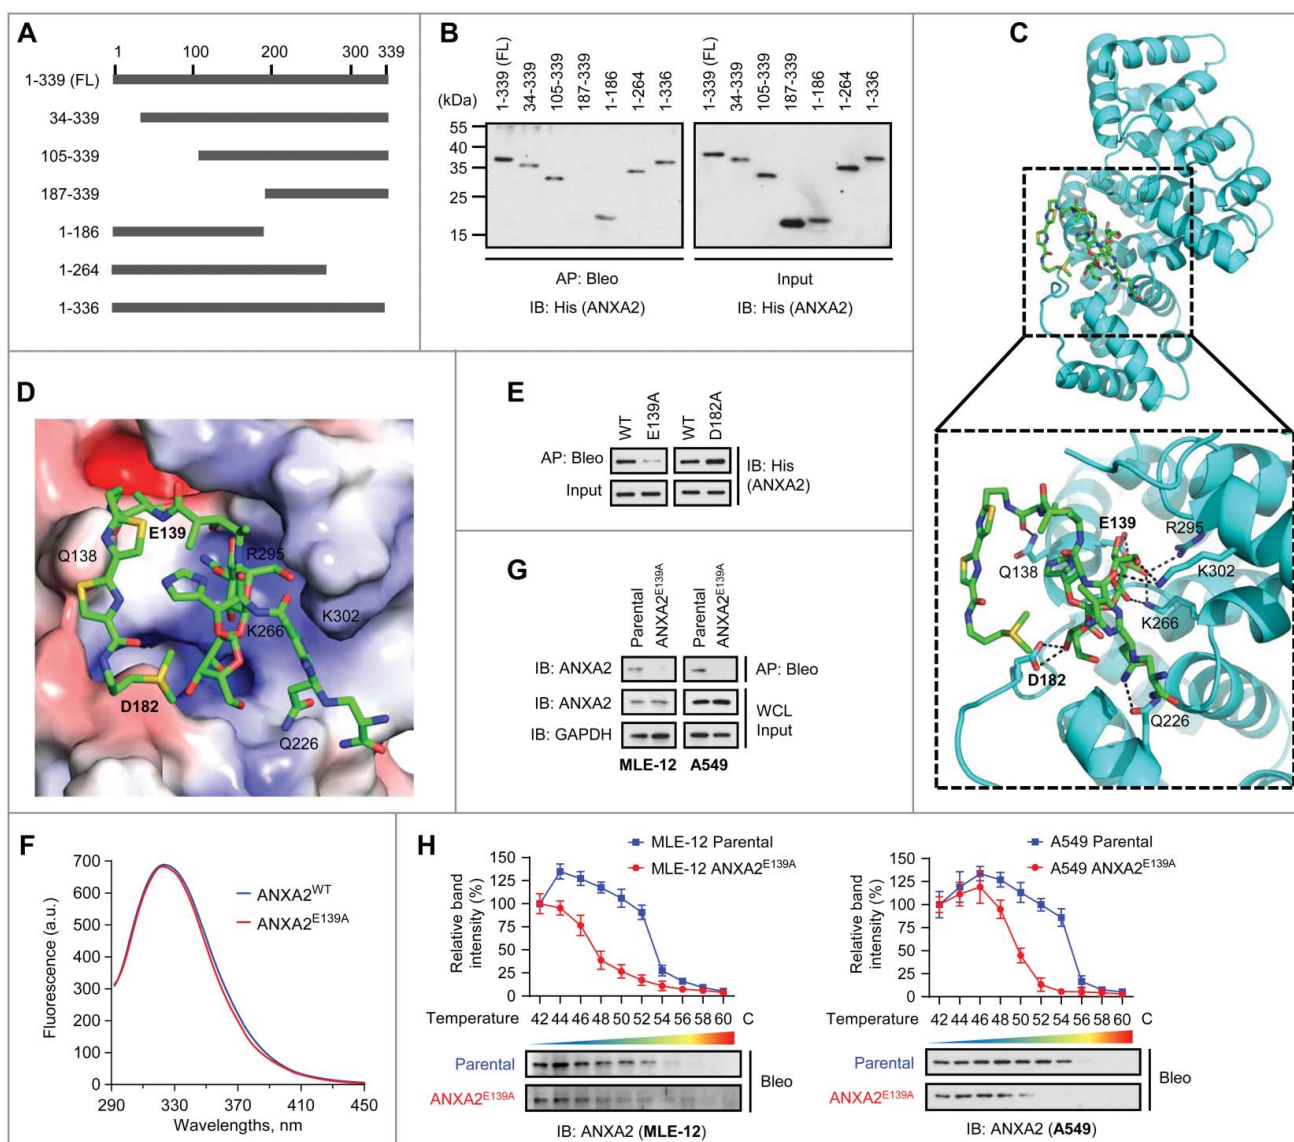 A
1 100 200 300 339
1-339 (FL)
34-339
105-339
187-339
1-186
1-264
1-336
B
1-339 (FL) 34-339 105-339 187-339 1-186 1-264 1-336
1-339 (FL) 34-339 105-339 187-339 1-186 1-264 1-336
(kDa)
55
40
35
25
15
AP: Bleo Input
IB: His (ANXA2) IB: His (ANXA2)
C
E139
R295
Q138
K302
K266
D182
Q226
D
E139
Q138
R295
K302
K266
D182
Q226
E
WT E139A WT D182A
AP: Bleo
Input
IB: His
(ANXA2)
G
Parental ANXA2E139A Parental ANXA2E139A
IB: ANXA2 AP: Bleo
IB: ANXA2
IB: GAPDH
WCL
Input
MLE-12 A549
F
Fluorescence (a.u.)
700
600
500
400
300
200
100
0
290 330 370 410 450
Wavelengths, nm
ANXA2WT
ANXA2E139A
H
MLE-12 Parental
MLE-12 ANXA2E139A
Relative band
intensity (%)
150
125
100
75
50
25
0
Temperature 42 44 46 48 50 52 54 56 58 60 C
Parental
ANXA2E139A
Bleo
IB: ANXA2 (MLE-12)
A549 Parental
A549 ANXA2E139A
Relative band
intensity (%)
150
125
100
75
50
25
0
Temperature 42 44 46 48 50 52 54 56 58 60 C
Parental
ANXA2E139A
Bleo
IB: ANXA2 (A549)